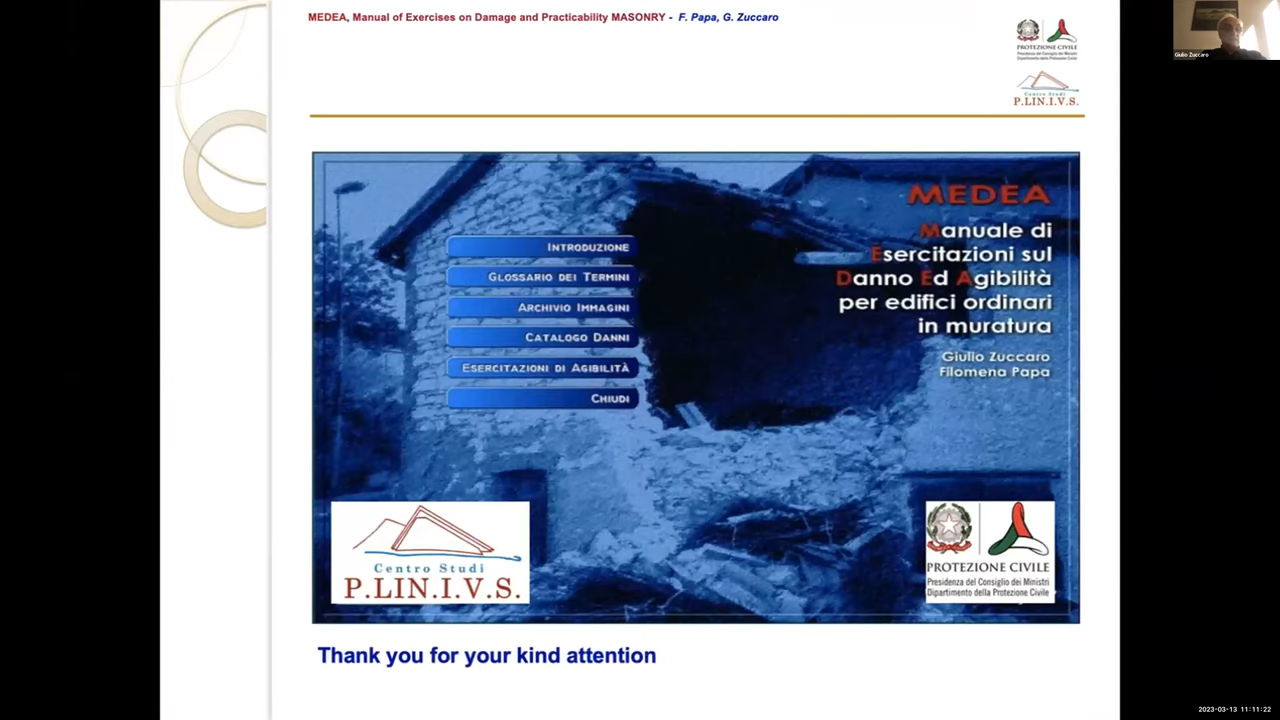 MEDEA, Manual of Exercises on Damage and Practicability MASONRY - F. Papa, G. Zuccaro
PROTEZIONE CIVILE
Presidenza del Consiglio dei Ministri
Dipartimento della Protezione Civile
Centro Studi
P.LIN.I.V.S.
Giulio Zuccaro
MEDEA
Manuale di
Esercitazioni sul
Danno Ed Agibilità
per edifici ordinari
in muratura
Giulio Zuccaro
Filomena Papa
INTRODUZIONE
GLOSSARIO DEI TERMINI
ARCHIVIO IMMAGINI
CATALOGO DANNI
ESERCITAZIONI DI AGIBILITÀ
CHIUDI
Centro Studi
P.LIN.I.V.S.
PROTEZIONE CIVILE
Presidenza del Consiglio dei Ministri
Dipartimento della Protezione Civile
Thank you for your kind attention
2023-03-13 11:11:22